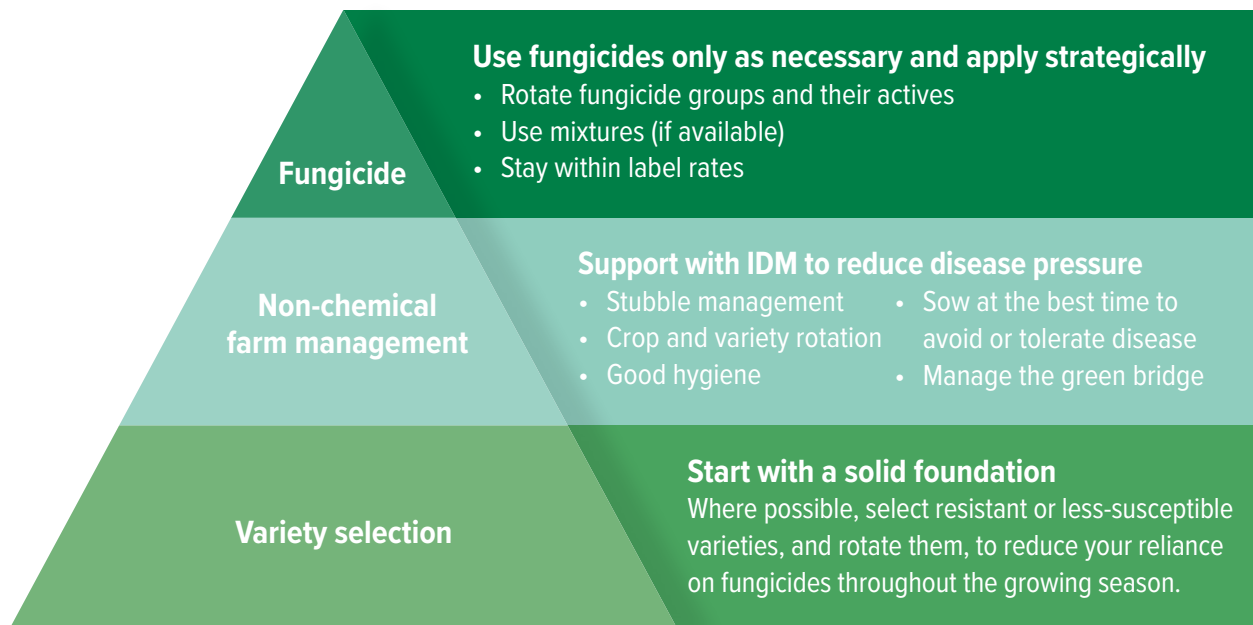 Fungicide
Use fungicides only as necessary and apply strategically
• Rotate fungicide groups and their actives
• Use mixtures (if available)
• Stay within label rates
Non-chemical
farm management
Support with IDM to reduce disease pressure
• Stubble management
• Crop and variety rotation
• Good hygiene
• Sow at the best time to
avoid or tolerate disease
• Manage the green bridge
Variety selection
Start with a solid foundation
Where possible, select resistant or less-susceptible
varieties, and rotate them, to reduce your reliance
on fungicides throughout the growing season.